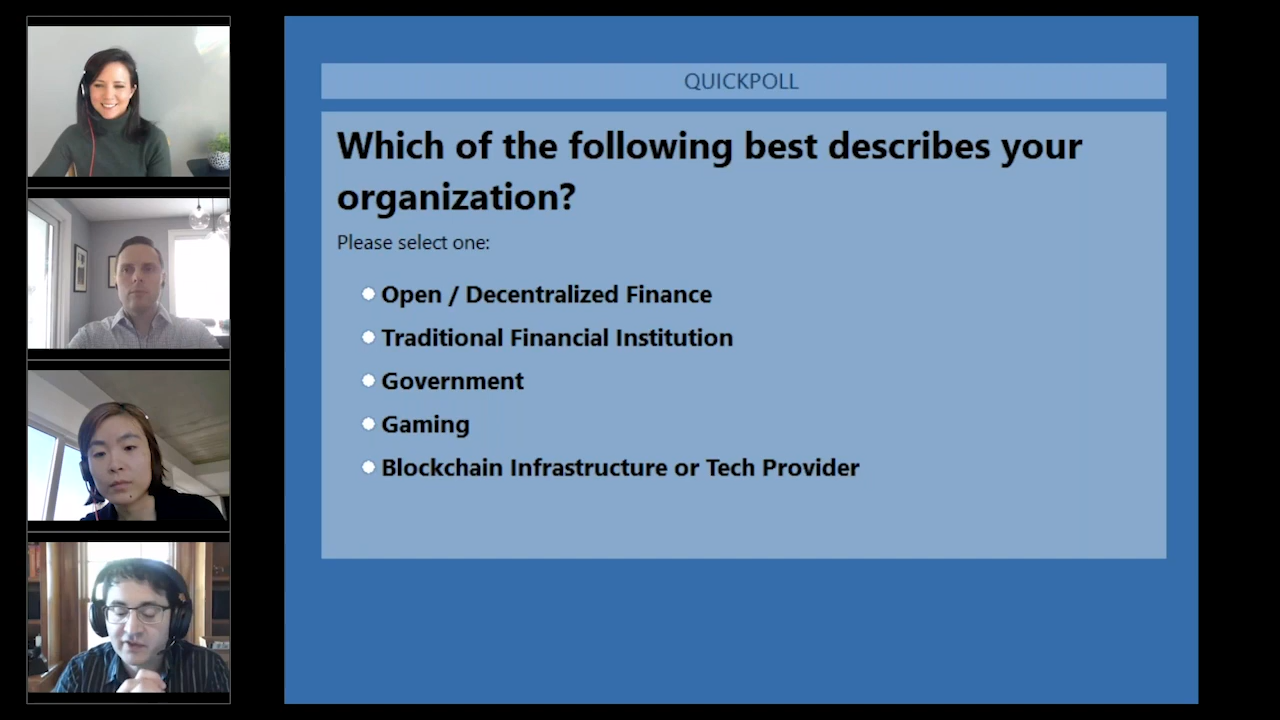 QUICKPOLL
Which of the following best describes your
organization?
Please select one:
Open / Decentralized Finance
Traditional Financial Institution
Government
Gaming
Blockchain Infrastructure or Tech Provider